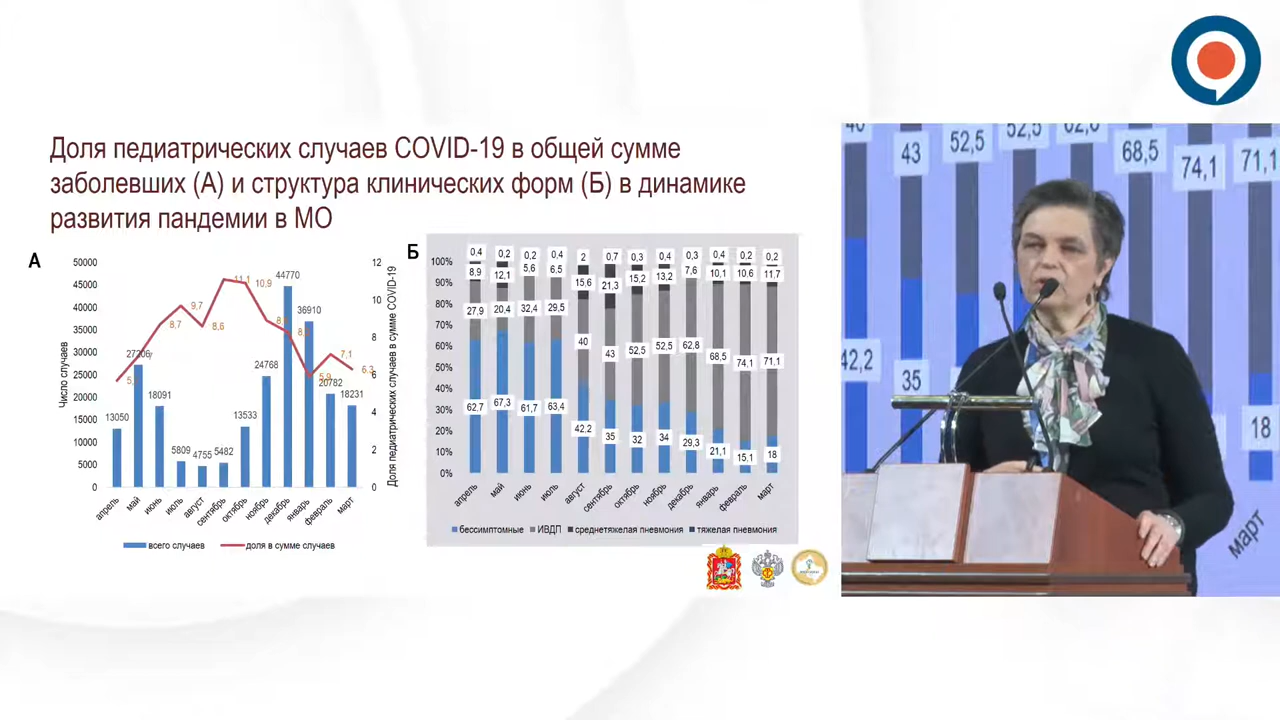 Доля педиатрических случаев COVID-19 в общей сумме
заболевших (А) и структура клинических форм (Б) в динамике
развития пандемии в МО
А
Число случаев
50000
45000
40000
35000
30000
25000
20000
15000
10000
5000
0
13050
27206
18091
5809
4755
5482
13533
24768
44770
36910
20782
18231
9,7
8,7
8,6
11,1
10,9
5,9
7,1
6,3
12
10
8
6
4
2
0
Доля педиатрических случаев в сумме COVID-19
апрель
май
июнь
июль
август
сентябрь
октябрь
ноябрь
декабрь
январь
февраль
март
всего случаев
доля в сумме случаев
Б
100%
90%
80%
70%
60%
50%
40%
30%
20%
10%
0%
0,4 0,2 0,2 0,4 2 0,7 0,3 0,4 0,3 0,4 0,2 0,2
8,9 12,1 5,6 6,5 15,6 21,3 15,2 13,2 7,6 10,1 10,6 11,7
27,9 20,4 32,4 29,5 40 43 52,5 52,5 62,8 68,5 74,1 71,1
62,7 67,3 61,7 63,4 42,2 35 32 34 29,3 21,1 15,1 18
апрель
май
июнь
июль
август
сентябрь
октябрь
ноябрь
декабрь
январь
февраль
март
бессимптомные ИВДП среднетяжелая пневмония тяжелая пневмония
40 43 52,5 52,5 62,8 68,5 74,1 71,1
42,2 35
18
март